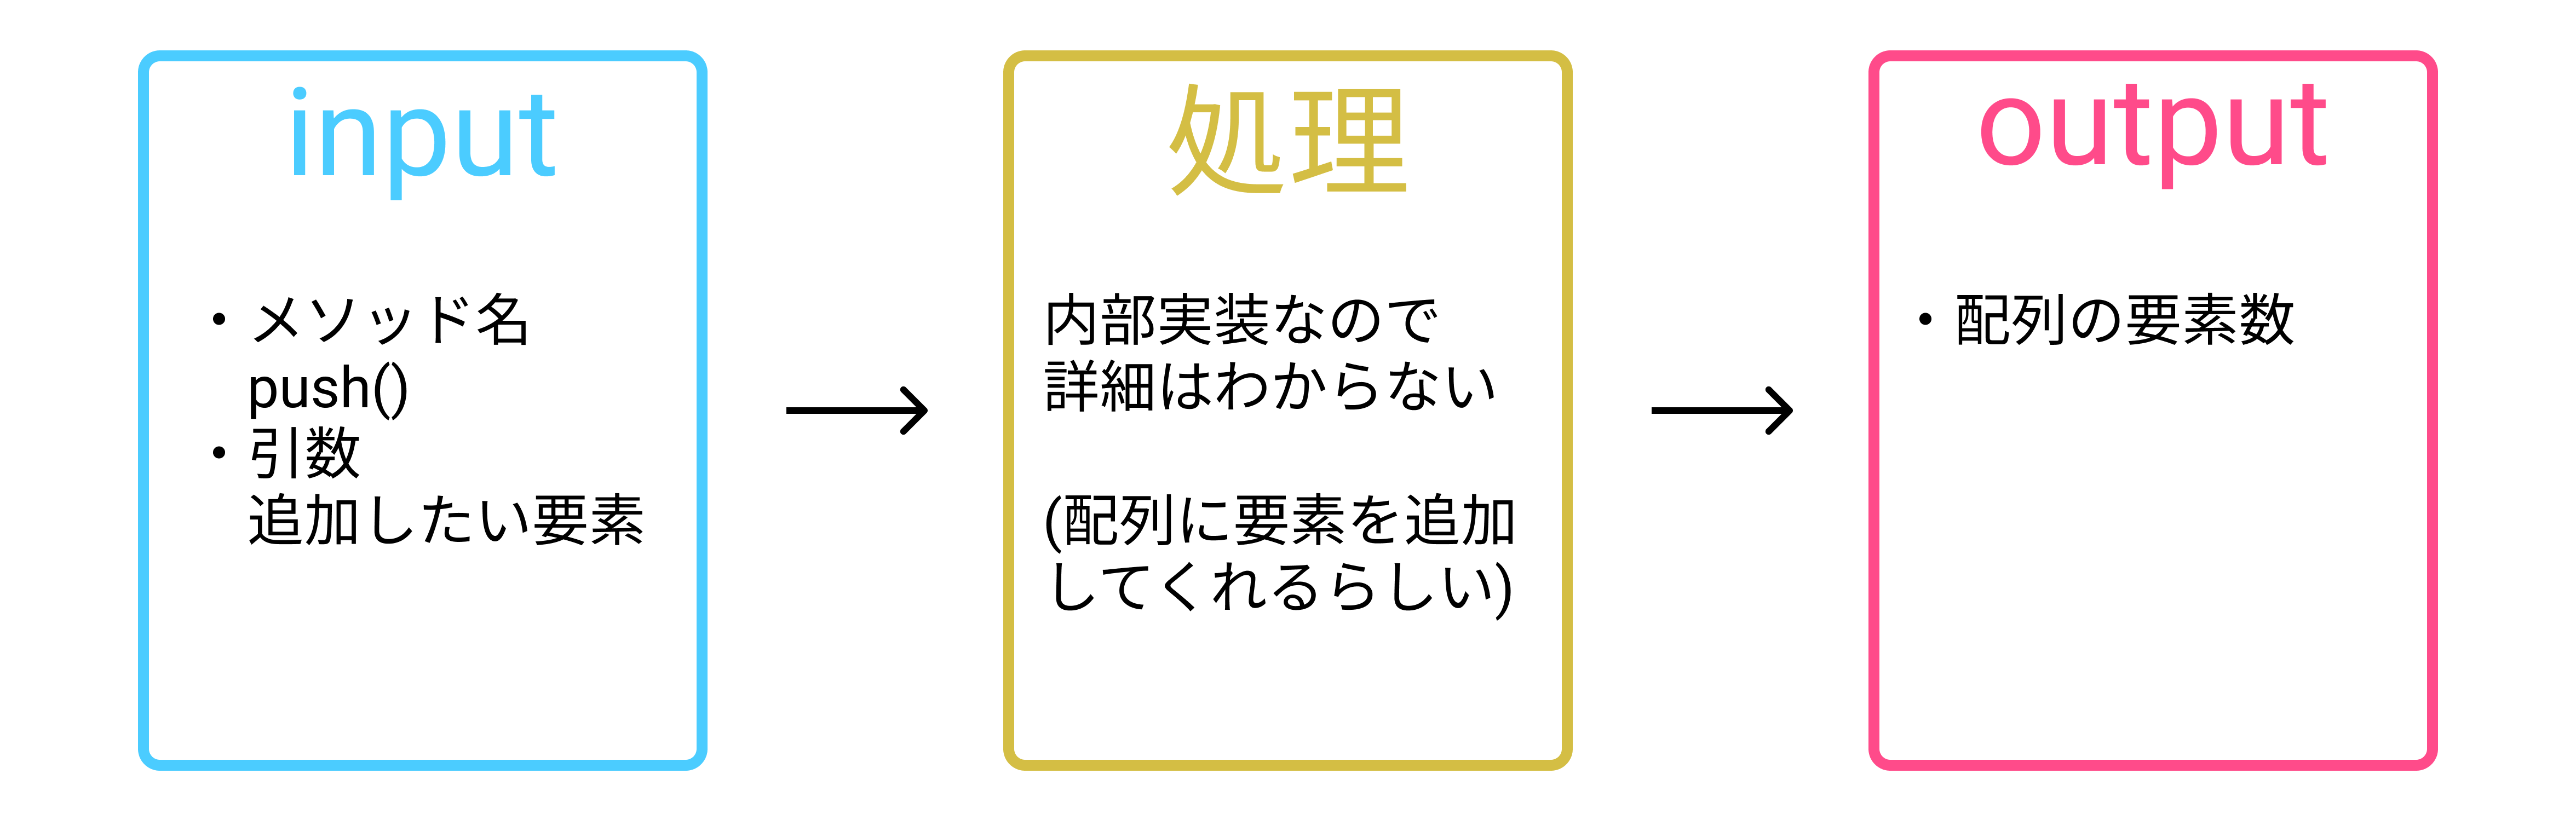 input
・メソッド名
push()
・引数
追加したい要素
処理
内部実装なので
詳細はわからない
(配列に要素を追加
してくれるらしい)
output
・配列の要素数